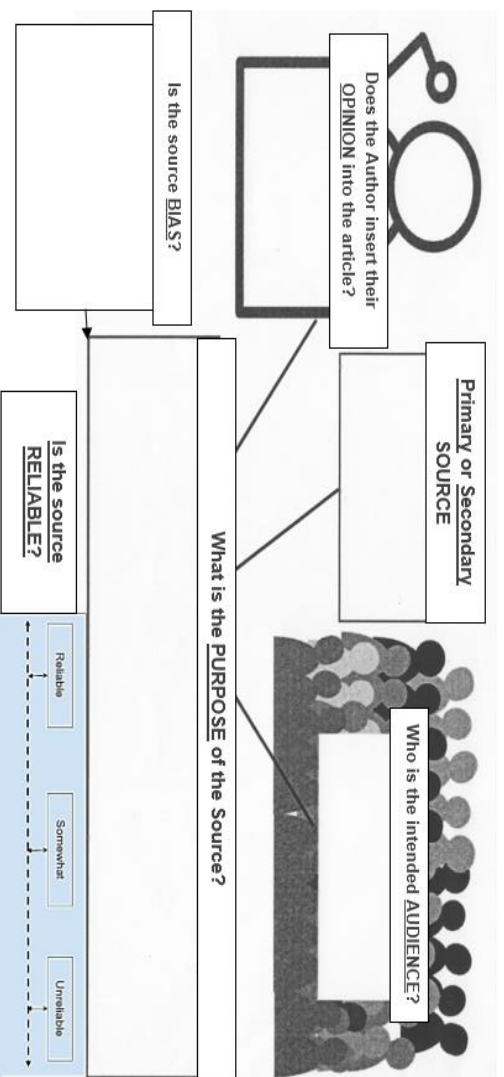 Does the Author insert their
OPINION into the article?
Primary or Secondary
SOURCE
Who is the intended AUDIENCE?
Is the source BIAS?
What is the PURPOSE of the Source?
Is the source
RELIABLE?
Reliable
Somewhat
Unreliable